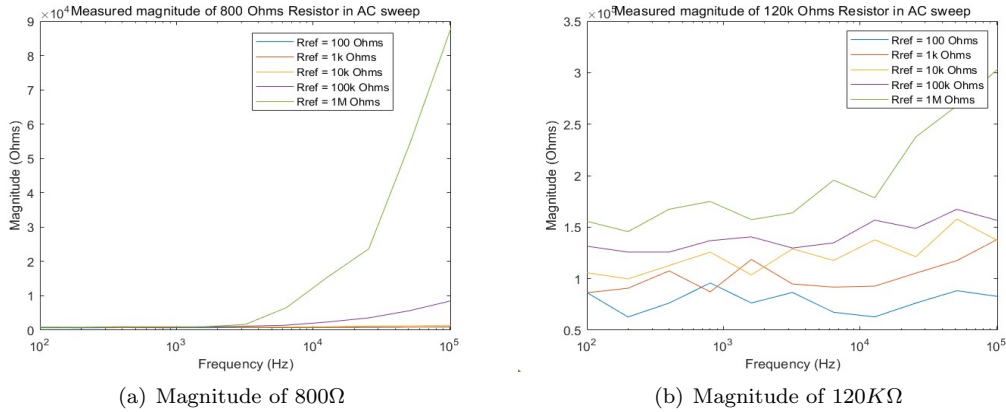 ×10⁴ Measured magnitude of 800 Ohms Resistor in AC sweep
9
8
7
6
5
4
3
2
1
0
Magnitude (Ohms)
Rref = 100 Ohms
Rref = 1k Ohms
Rref = 10k Ohms
Rref = 100k Ohms
Rref = 1M Ohms
10² 10³ 10⁴ 10⁵
Frequency (Hz)
(a) Magnitude of 800Ω
×10⁵ Measured magnitude of 120k Ohms Resistor in AC sweep
3.5
3
2.5
2
1.5
1
0.5
Magnitude (Ohms)
Rref = 100 Ohms
Rref = 1k Ohms
Rref = 10k Ohms
Rref = 100k Ohms
Rref = 1M Ohms
10² 10³ 10⁴ 10⁵
Frequency (Hz)
(b) Magnitude of 120KΩ